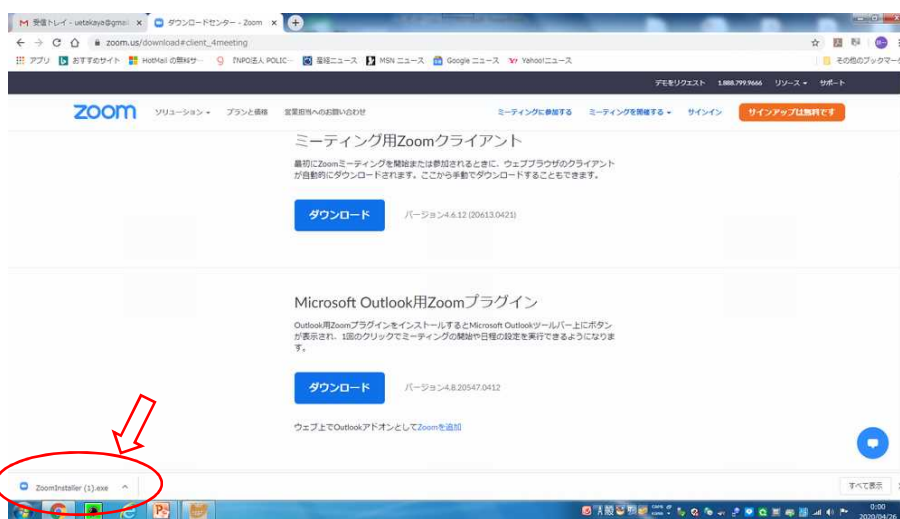 受信トレイ - uetakaya@gmai
ダウンロードセンター - Zoom
zoom.us/download#client_4meeting
アプリ
おすすめサイト
HotMail の無料サー
『NPO法人 POLIC
産経ニュース
MSN ニュース
Google ニュース
Yahoo!ニュース
その他のブックマー
デモをリクエスト 1.888.799.9666 リソース サポート
zoom ソリューション プランと価格 営業担当へのお問い合わせ ミーティングに参加する ミーティングを開催する サインイン サインアップは無料です
ミーティング用Zoomクライアント
最初にZoomミーティングを開始または参加されるときに、ウェブブラウザのクライアント
が自動的にダウンロードされます。ここから手動でダウンロードすることもできます。
ダウンロード バージョン4.6.12 (20613.0421)
Microsoft Outlook用Zoomプラグイン
Outlook用ZoomプラグインをインストールするとMicrosoft Outlookツールバー上にボタン
が表示され、1回のクリックでミーティングの開始や日程の設定を実行できるようになりま
す。
ダウンロード バージョン4.8.20547.0412
ウェブ上でOutlookアドオンとしてZoomを追加
ZoomInstaller (1).exe
すべて表示
A 般
0:00
2020/04/26